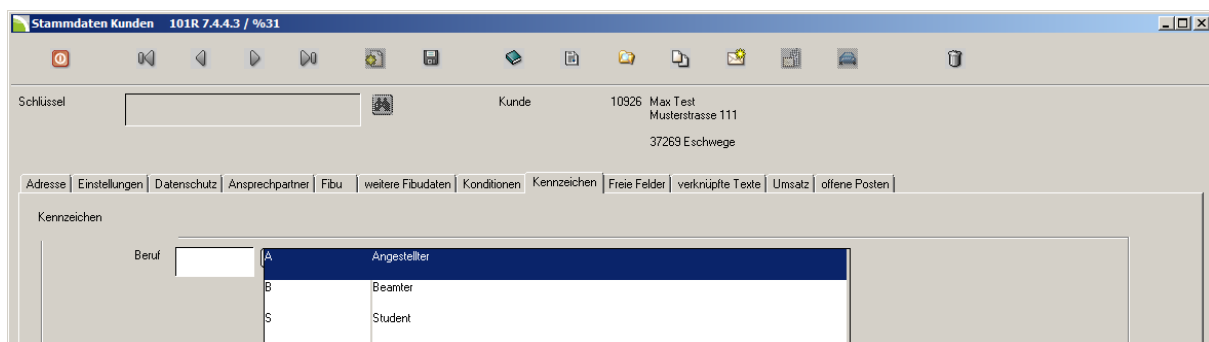 Stammdaten Kunden 101R 7.4.4.3 / %31
Schlüssel Kunde 10926 Max Test
Musterstrasse 111
37269 Eschwege
Adresse Einstellungen Datenschutz Ansprechpartner Fibu weitere Fibudaten Konditionen Kennzeichen Freie Felder verknüpfte Texte Umsatz offene Posten
Kennzeichen
Beruf A Angestellter
B Beamter
S Student